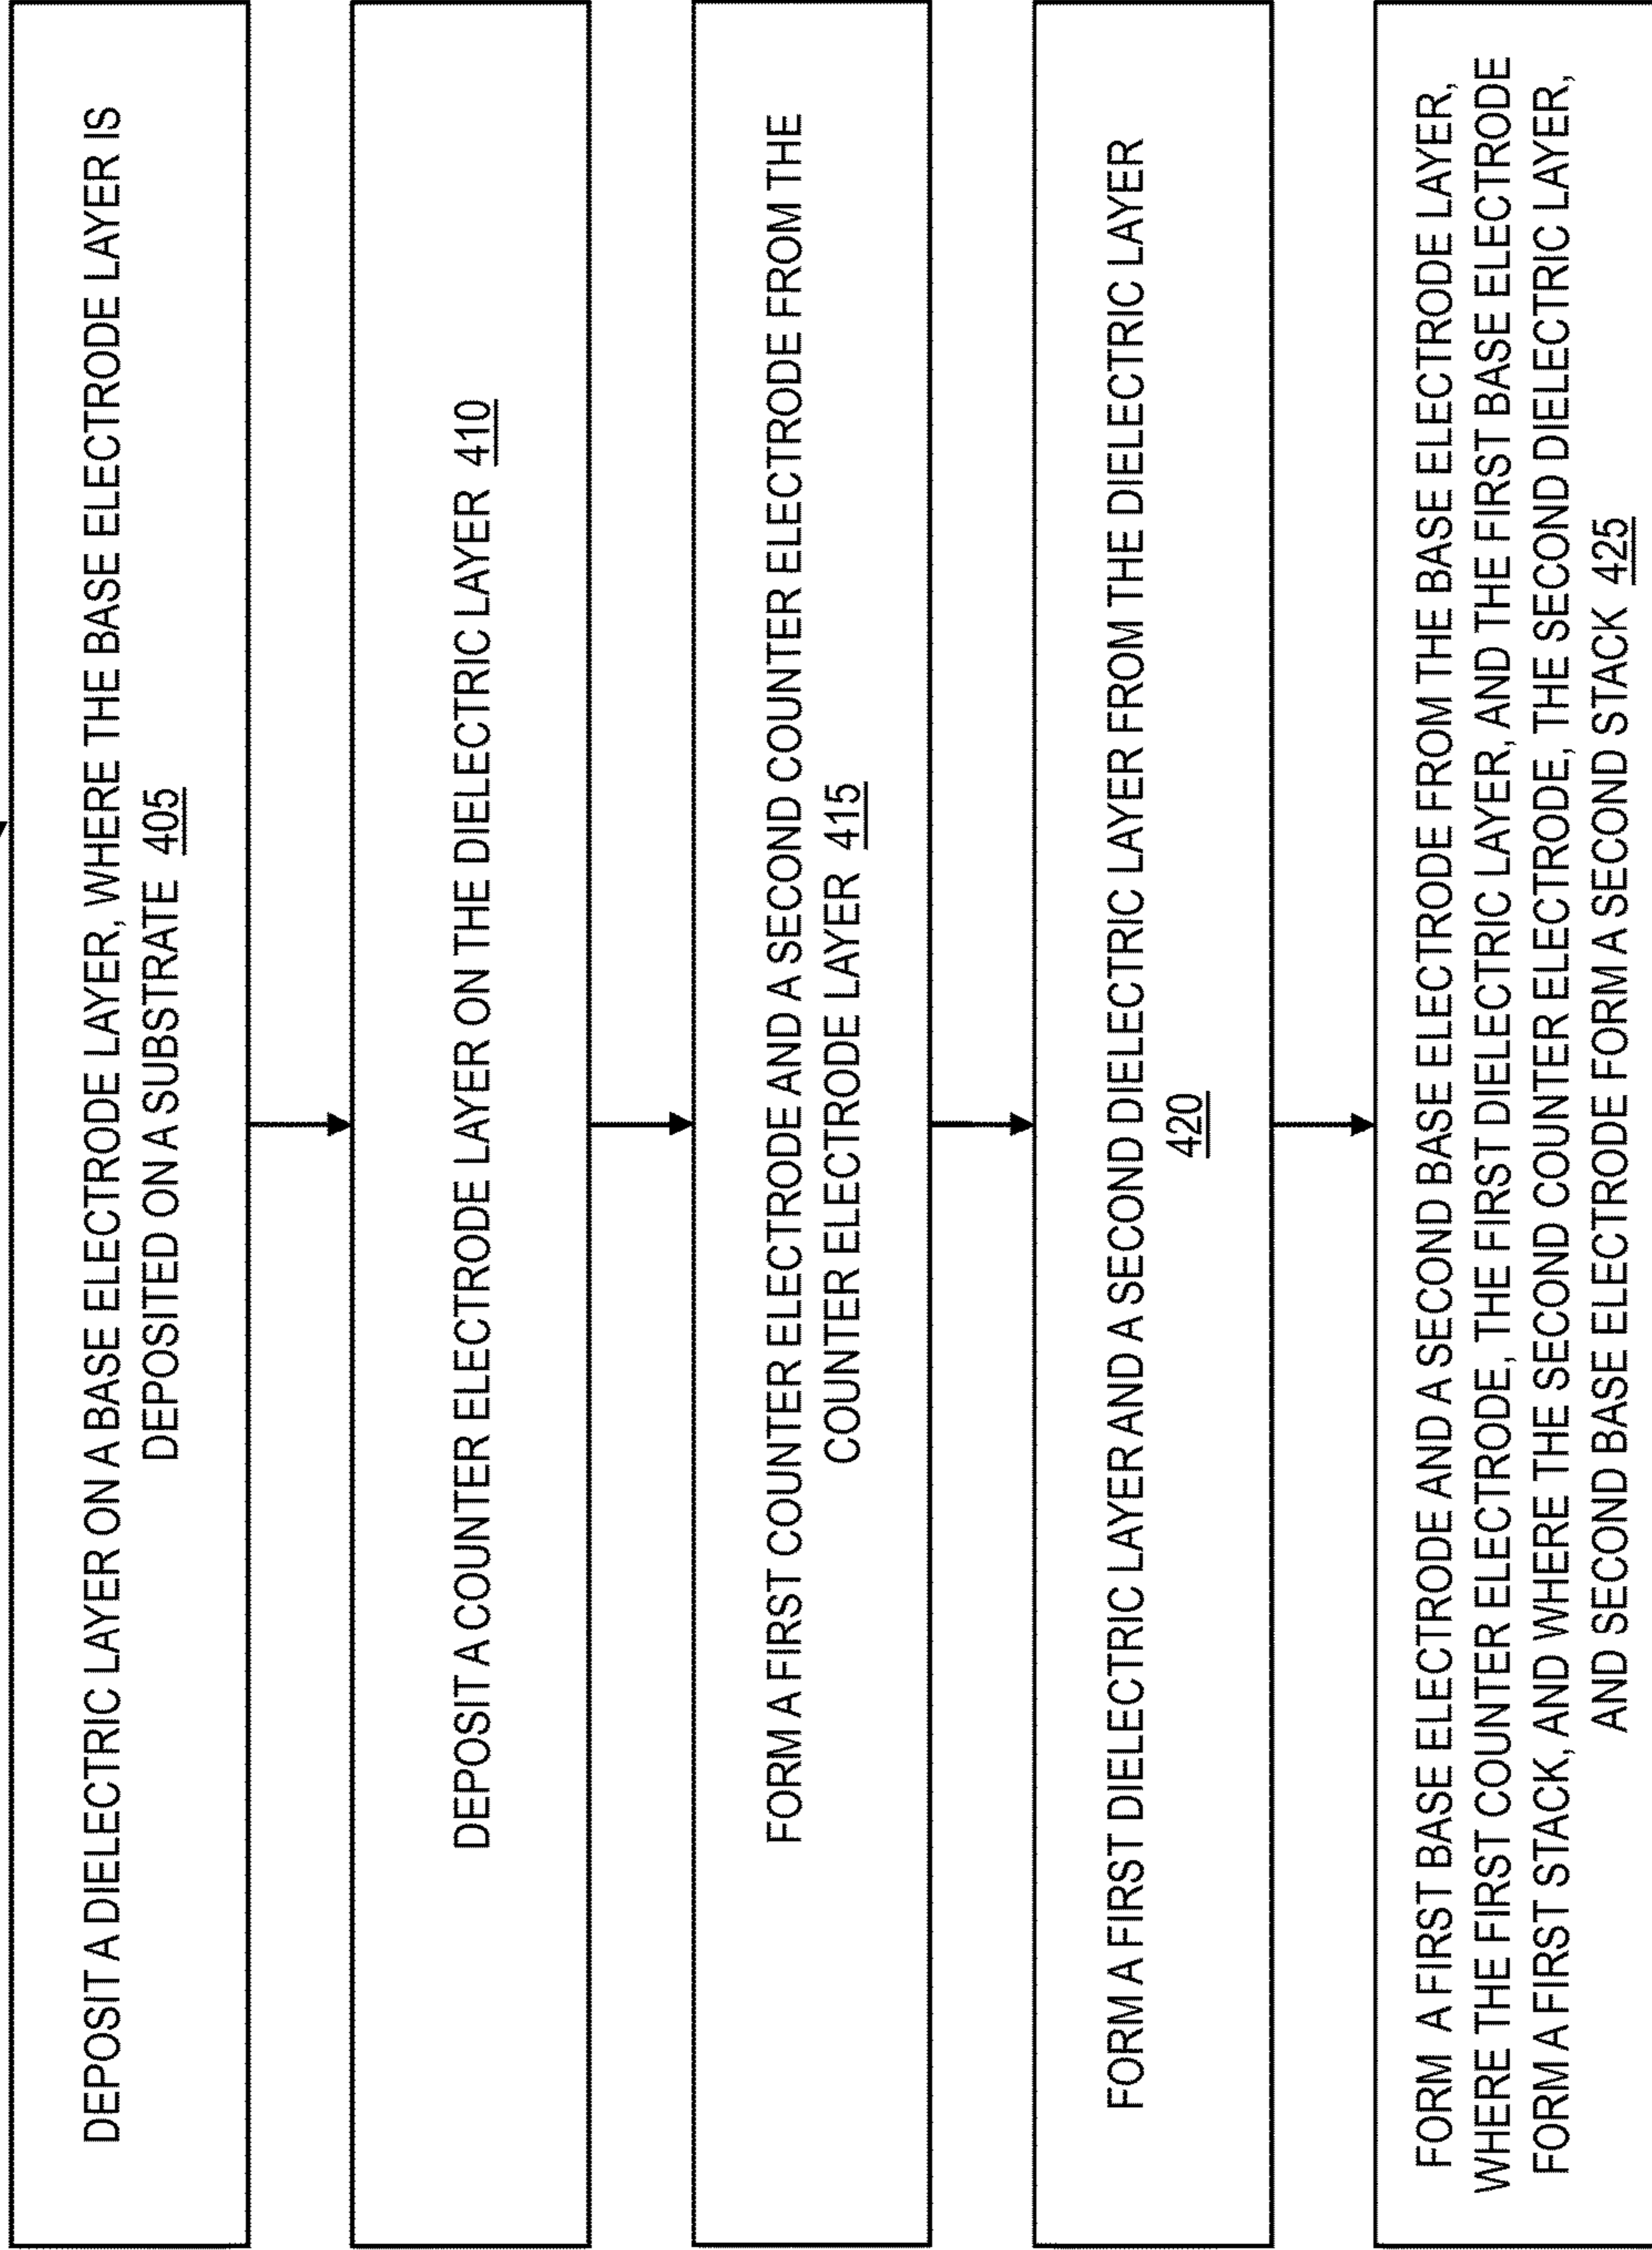 DEPOSIT A DIELECTRIC LAYER ON A BASE ELECTRODE LAYER, WHERE THE BASE ELECTRODE LAYER IS
DEPOSITED ON A SUBSTRATE 405
DEPOSIT A COUNTER ELECTRODE LAYER ON THE DIELECTRIC LAYER 410
FORM A FIRST COUNTER ELECTRODE AND A SECOND COUNTER ELECTRODE FROM THE
COUNTER ELECTRODE LAYER 415
FORM A FIRST DIELECTRIC LAYER AND A SECOND DIELECTRIC LAYER FROM THE DIELECTRIC LAYER
420
FORM A FIRST BASE ELECTRODE AND A SECOND BASE ELECTRODE FROM THE BASE ELECTRODE LAYER,
WHERE THE FIRST COUNTER ELECTRODE, THE FIRST DIELECTRIC LAYER, AND THE FIRST BASE ELECTRODE
FORM A FIRST STACK, AND WHERE THE SECOND COUNTER ELECTRODE, THE SECOND DIELECTRIC LAYER,
AND SECOND BASE ELECTRODE FORM A SECOND STACK 425